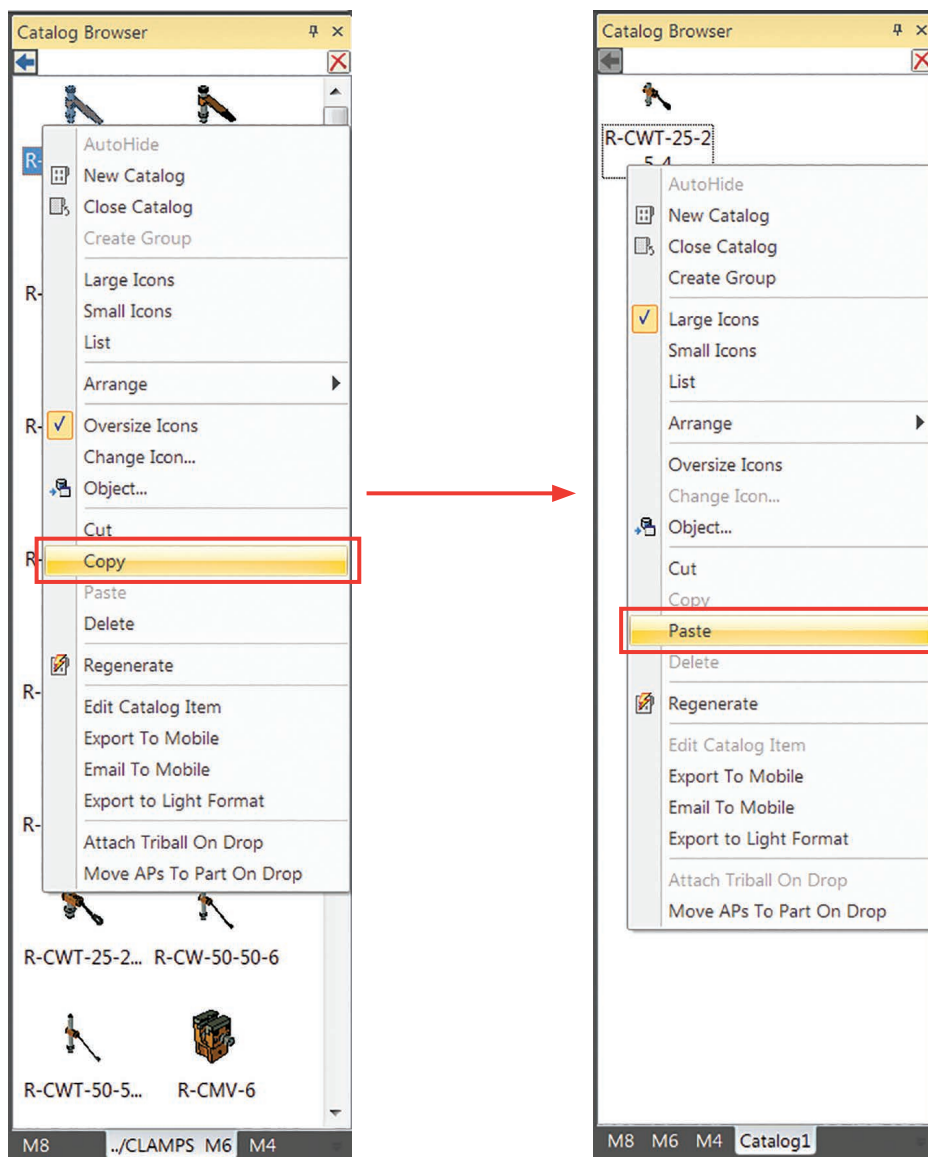 Catalog Browser
R-
AutoHide
New Catalog
Close Catalog
Create Group
R-
Large Icons
Small Icons
List
Arrange
R-
Oversize Icons
Change Icon...
Object...
Cut
R-
Copy
Paste
Delete
Regenerate
R-
Edit Catalog Item
Export To Mobile
Email To Mobile
Export to Light Format
R-
Attach Triball On Drop
Move APs To Part On Drop
R-CWT-25-2... R-CW-50-50-6
R-CWT-50-5... R-CMV-6
M8 ../CLAMPS M6 M4
Catalog Browser
R-CWT-25-2
5-4
AutoHide
New Catalog
Close Catalog
Create Group
Large Icons
Small Icons
List
Arrange
Oversize Icons
Change Icon...
Object...
Cut
Copy
Paste
Delete
Regenerate
Edit Catalog Item
Export To Mobile
Email To Mobile
Export to Light Format
Attach Triball On Drop
Move APs To Part On Drop
M8 M6 M4 Catalog1